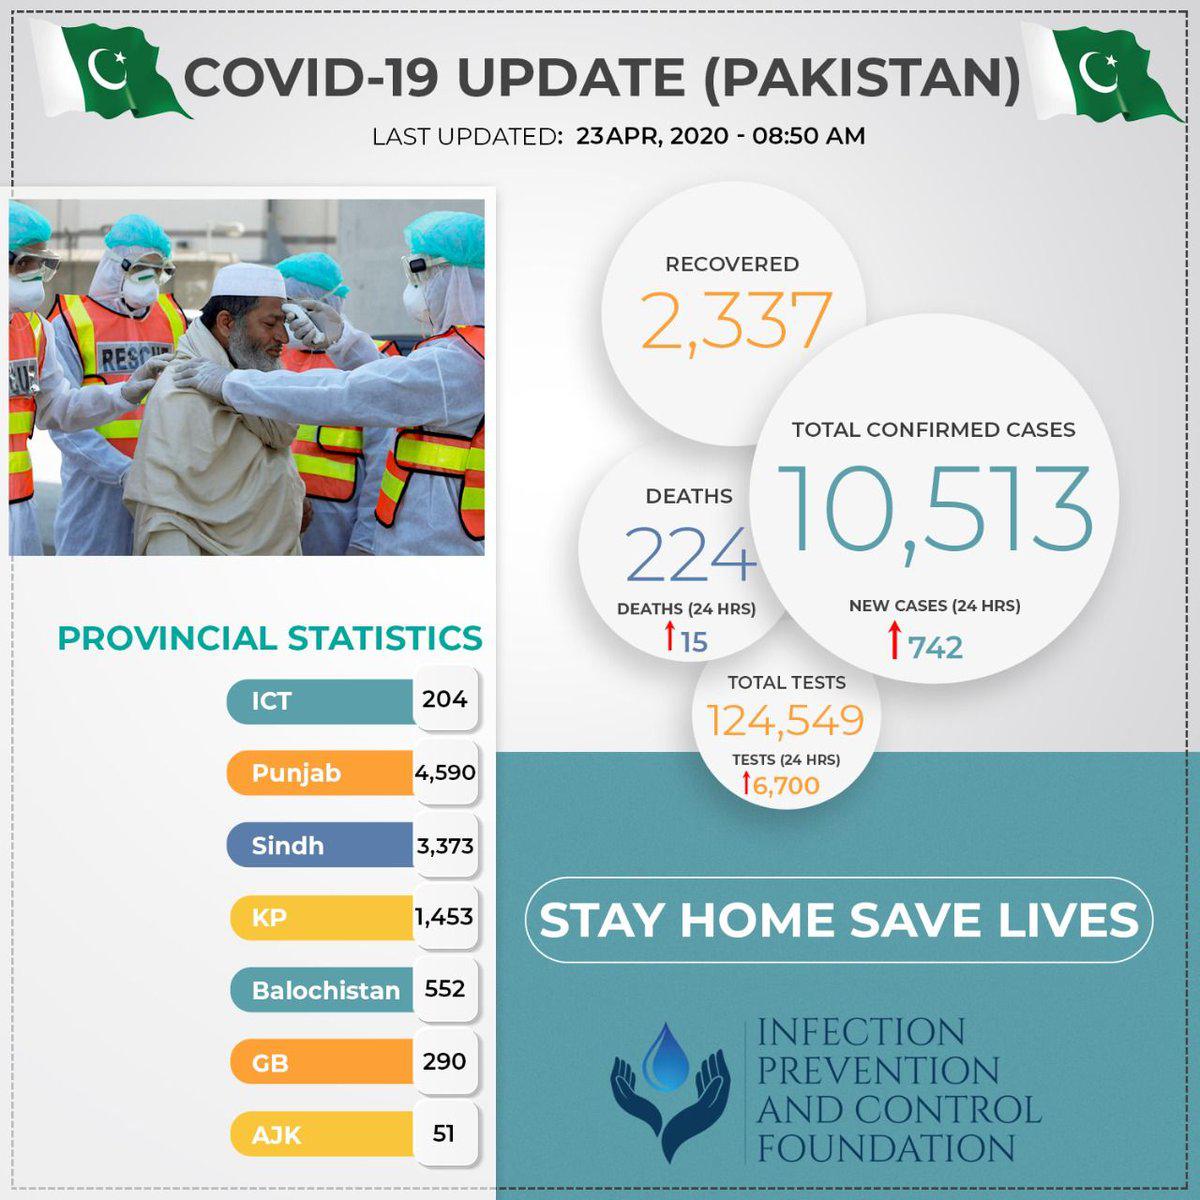 COVID-19 UPDATE (PAKISTAN)
LAST UPDATED: 23APR, 2020 - 08:50 AM
RESCU
RECOVERED
2,337
TOTAL CONFIRMED CASES
10,513
NEW CASES (24 HRS)
742
DEATHS
224
DEATHS (24 HRS)
15
TOTAL TESTS
124,549
TESTS (24 HRS)
6,700
PROVINCIAL STATISTICS
ICT 204
Punjab 4,590
Sindh 3,373
KP 1,453
Balochistan 552
GB 290
AJK 51
STAY HOME SAVE LIVES
INFECTION
PREVENTION
AND CONTROL
FOUNDATION